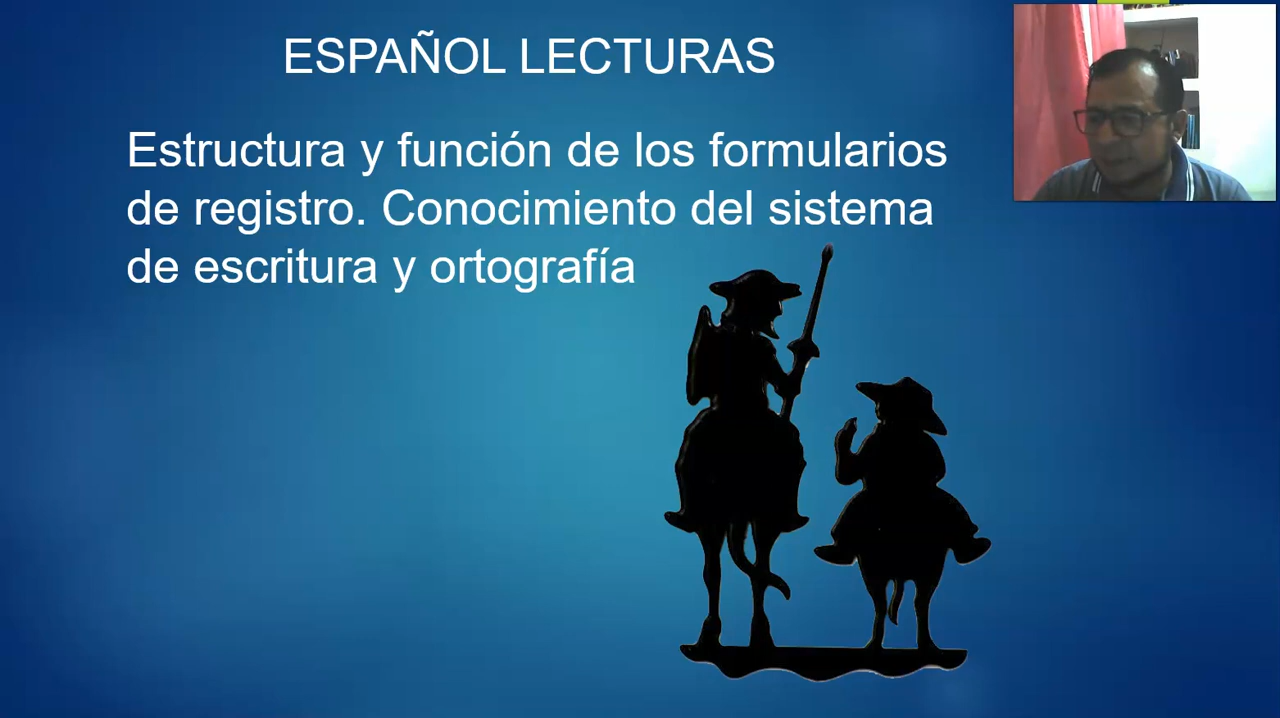 ESPAÑOL LECTURAS
Estructura y función de los formularios
de registro. Conocimiento del sistema
de escritura y ortografía